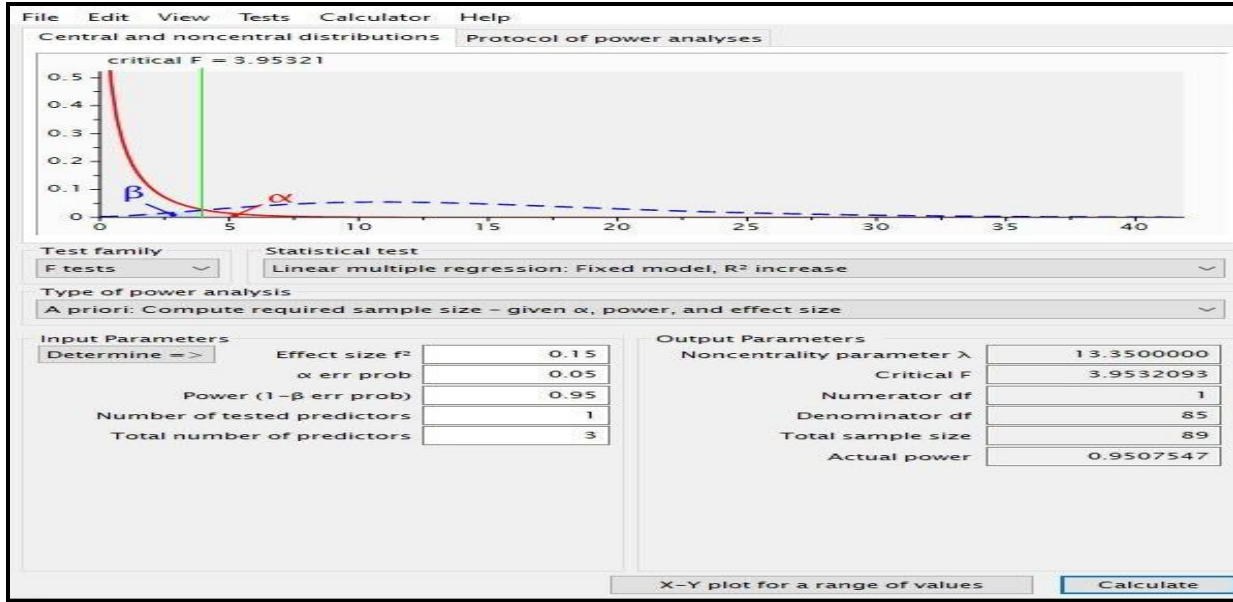 File Edit View Tests Calculator Help
Central and noncentral distributions Protocol of power analyses
critical F = 3.95321
0.5
0.4
0.3
0.2
0.1
0
β α
0 5 10 15 20 25 30 35 40
Test family Statistical test
F tests Linear multiple regression: Fixed model, R² increase
Type of power analysis
A priori: Compute required sample size – given α, power, and effect size
Input Parameters Output Parameters
Determine => Effect size f² 0.15 Noncentrality parameter λ 13.3500000
α err prob 0.05 Critical F 3.9532093
Power (1-β err prob) 0.95 Numerator df 1
Number of tested predictors 1 Denominator df 85
Total number of predictors 3 Total sample size 89
Actual power 0.9507547
X-Y plot for a range of values Calculate